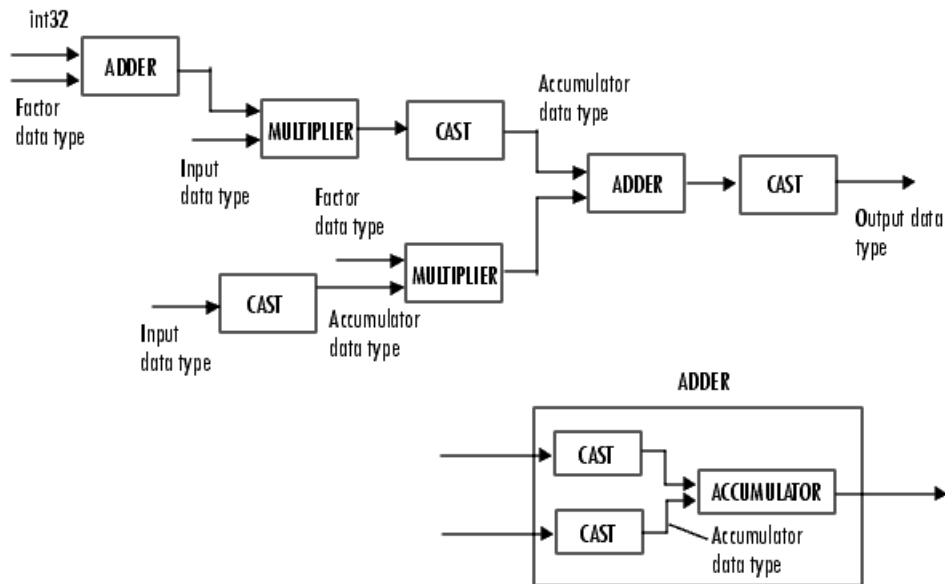 int32
ADDER
Factor
data type
MULTIPLIER
Input
data type
CAST
Accumulator
data type
ADDER
CAST
Output data
type
Factor
data type
MULTIPLIER
CAST
Input
data type
Accumulator
data type
ADDER
CAST
ACCUMULATOR
CAST
Accumulator
data type